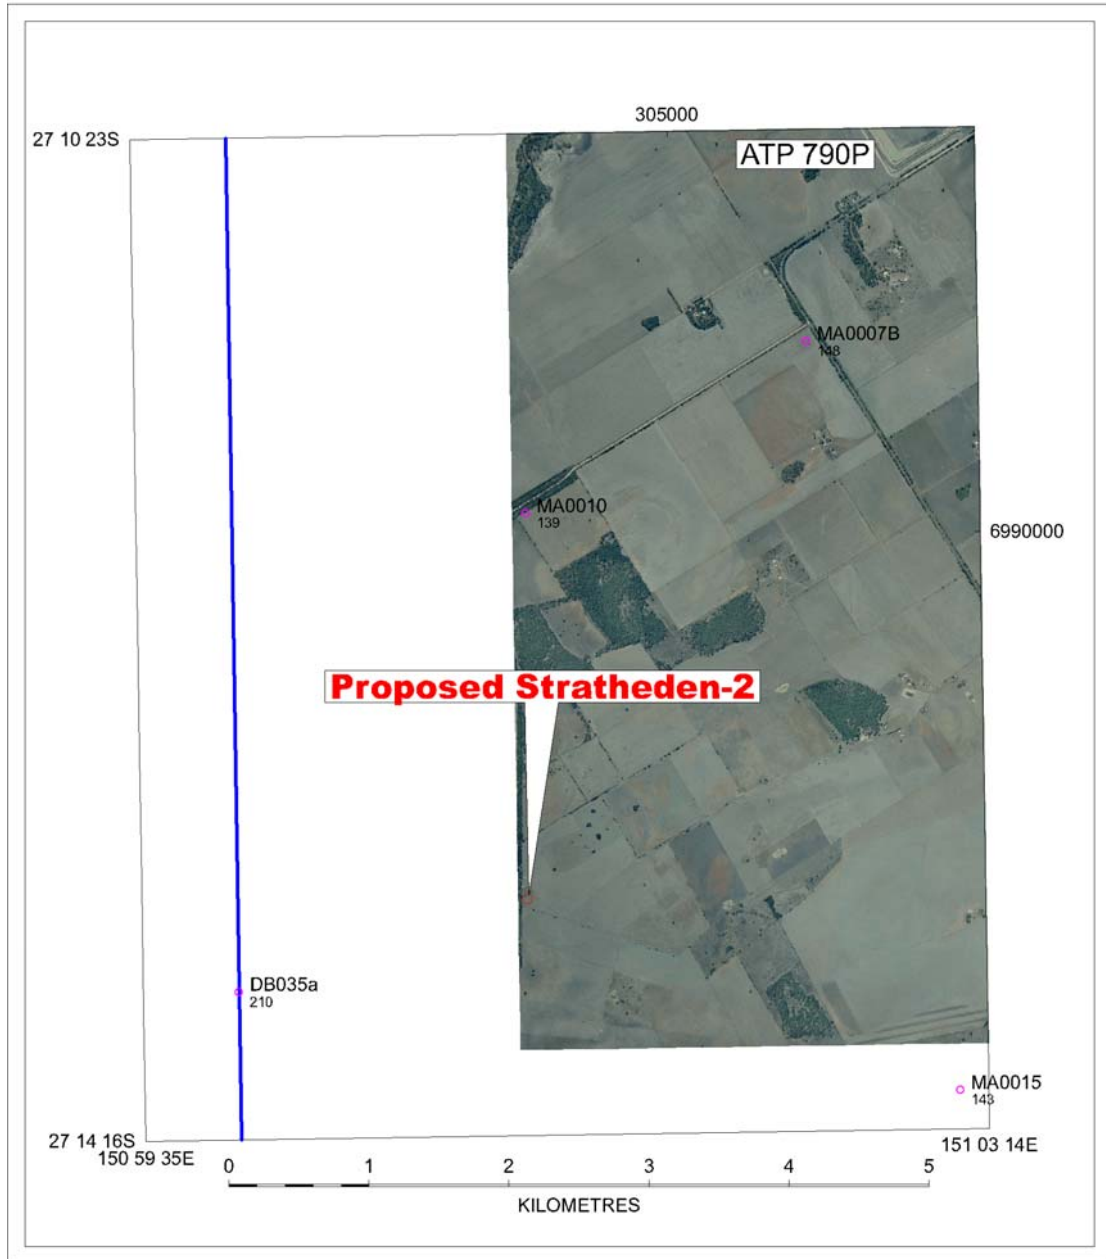 305000
27 10 23S
ATP 790P
MA0007B
148
MA0010
139
6990000
Proposed Stratheden-2
DB035a
210
MA0015
143
27 14 16S
150 59 35E
151 03 14E
0 1 2 3 4 5
KILOMETRES